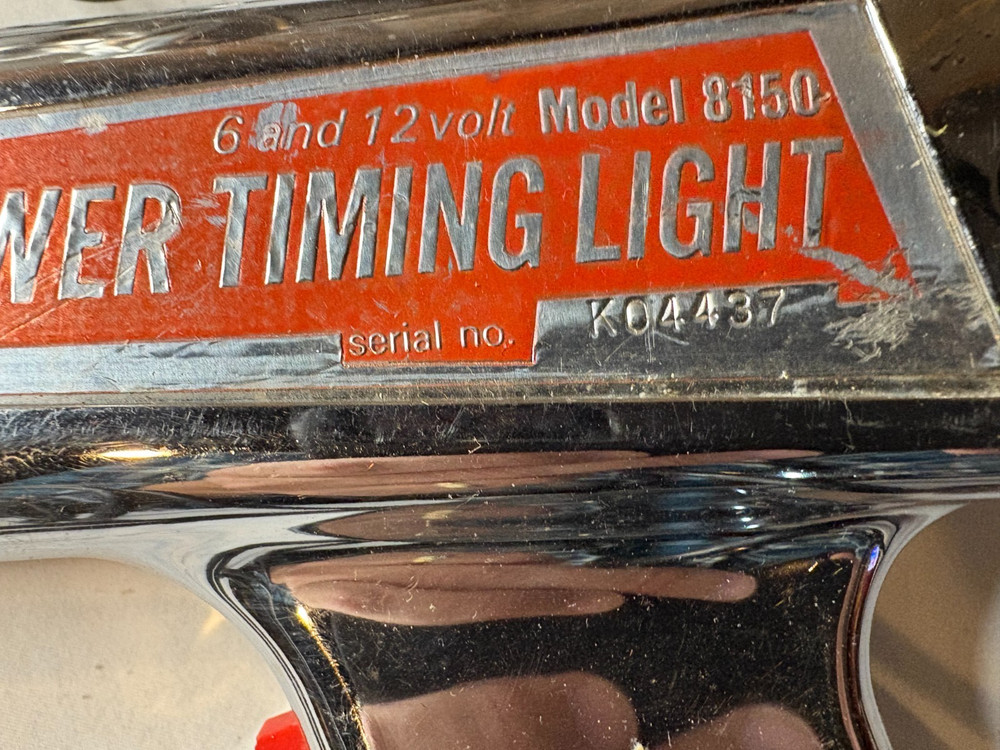 6 and 12 volt Model 8150
WER TIMING LIGHT
serial no. K04437